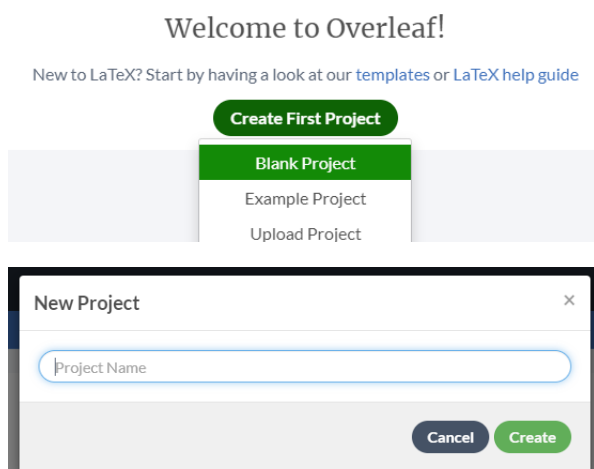 Welcome to Overleaf!
New to LaTeX? Start by having a look at our templates or LaTeX help guide
Create First Project
Blank Project
Example Project
Upload Project
New Project
×
Project Name
Cancel Create